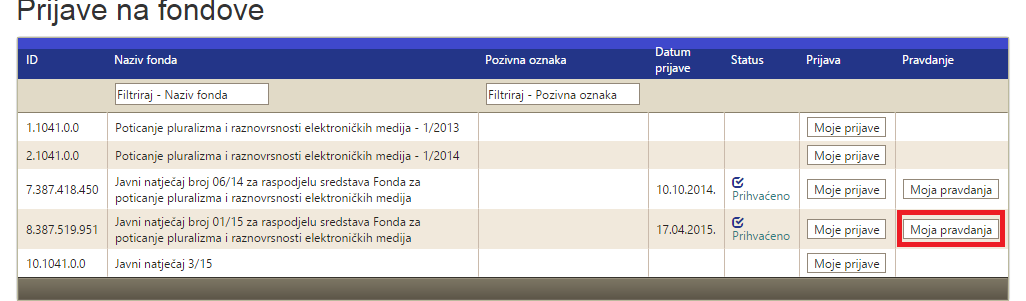 Prijave na fondove
ID Naziv fonda Pozivna oznaka Datum prijave Status Prijava Pravdanje
Filtriraj - Naziv fonda Filtriraj - Pozivna oznaka
1.1041.0.0 Poticanje pluralizma i raznovrsnosti elektroničkih medija - 1/2013 Moje prijave
2.1041.0.0 Poticanje pluralizma i raznovrsnosti elektroničkih medija - 1/2014 Moje prijave
7.387.418.450 Javni natječaj broj 06/14 za raspodjelu sredstava Fonda za
poticanje pluralizma i raznovrsnosti elektroničkih medija 10.10.2014. Prihvaćeno Moje prijave Moja pravdanja
8.387.519.951 Javni natječaj broj 01/15 za raspodjelu sredstava Fonda za
poticanje pluralizma i raznovrsnosti elektroničkih medija 17.04.2015. Prihvaćeno Moje prijave Moja pravdanja
10.1041.0.0 Javni natječaj 3/15 Moje prijave